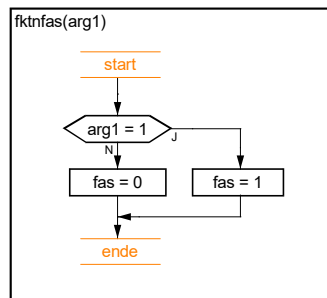 fktnfas(arg1)
start
arg1 = 1
N
J
fas = 0
fas = 1
ende